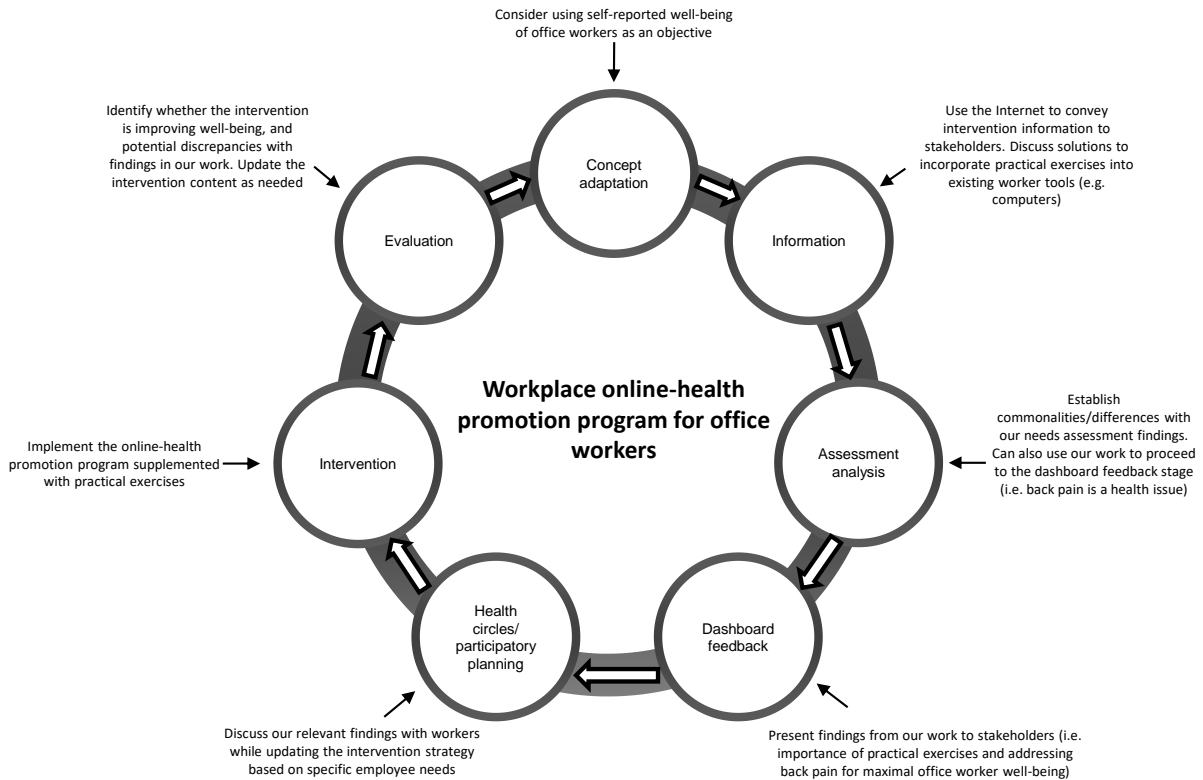 Consider using self-reported well-being
of office workers as an objective
Concept
adaptation
Use the Internet to convey
intervention information to
stakeholders. Discuss solutions to
incorporate practical exercises into
existing worker tools (e.g.
computers)
Information
Establish
commonalities/differences with
our needs assessment findings.
Can also use our work to proceed
to the dashboard feedback stage
(i.e. back pain is a health issue)
Assessment
analysis
Dashboard
feedback
Present findings from our work to stakeholders (i.e.
importance of practical exercises and addressing
back pain for maximal office worker well-being)
Health
circles/
participatory
planning
Discuss our relevant findings with workers
while updating the intervention strategy
based on specific employee needs
Intervention
Implement the online-health
promotion program supplemented
with practical exercises
Evaluation
Identify whether the intervention
is improving well-being, and
potential discrepancies with
findings in our work. Update the
intervention content as needed
Workplace online-health
promotion program for office
workers